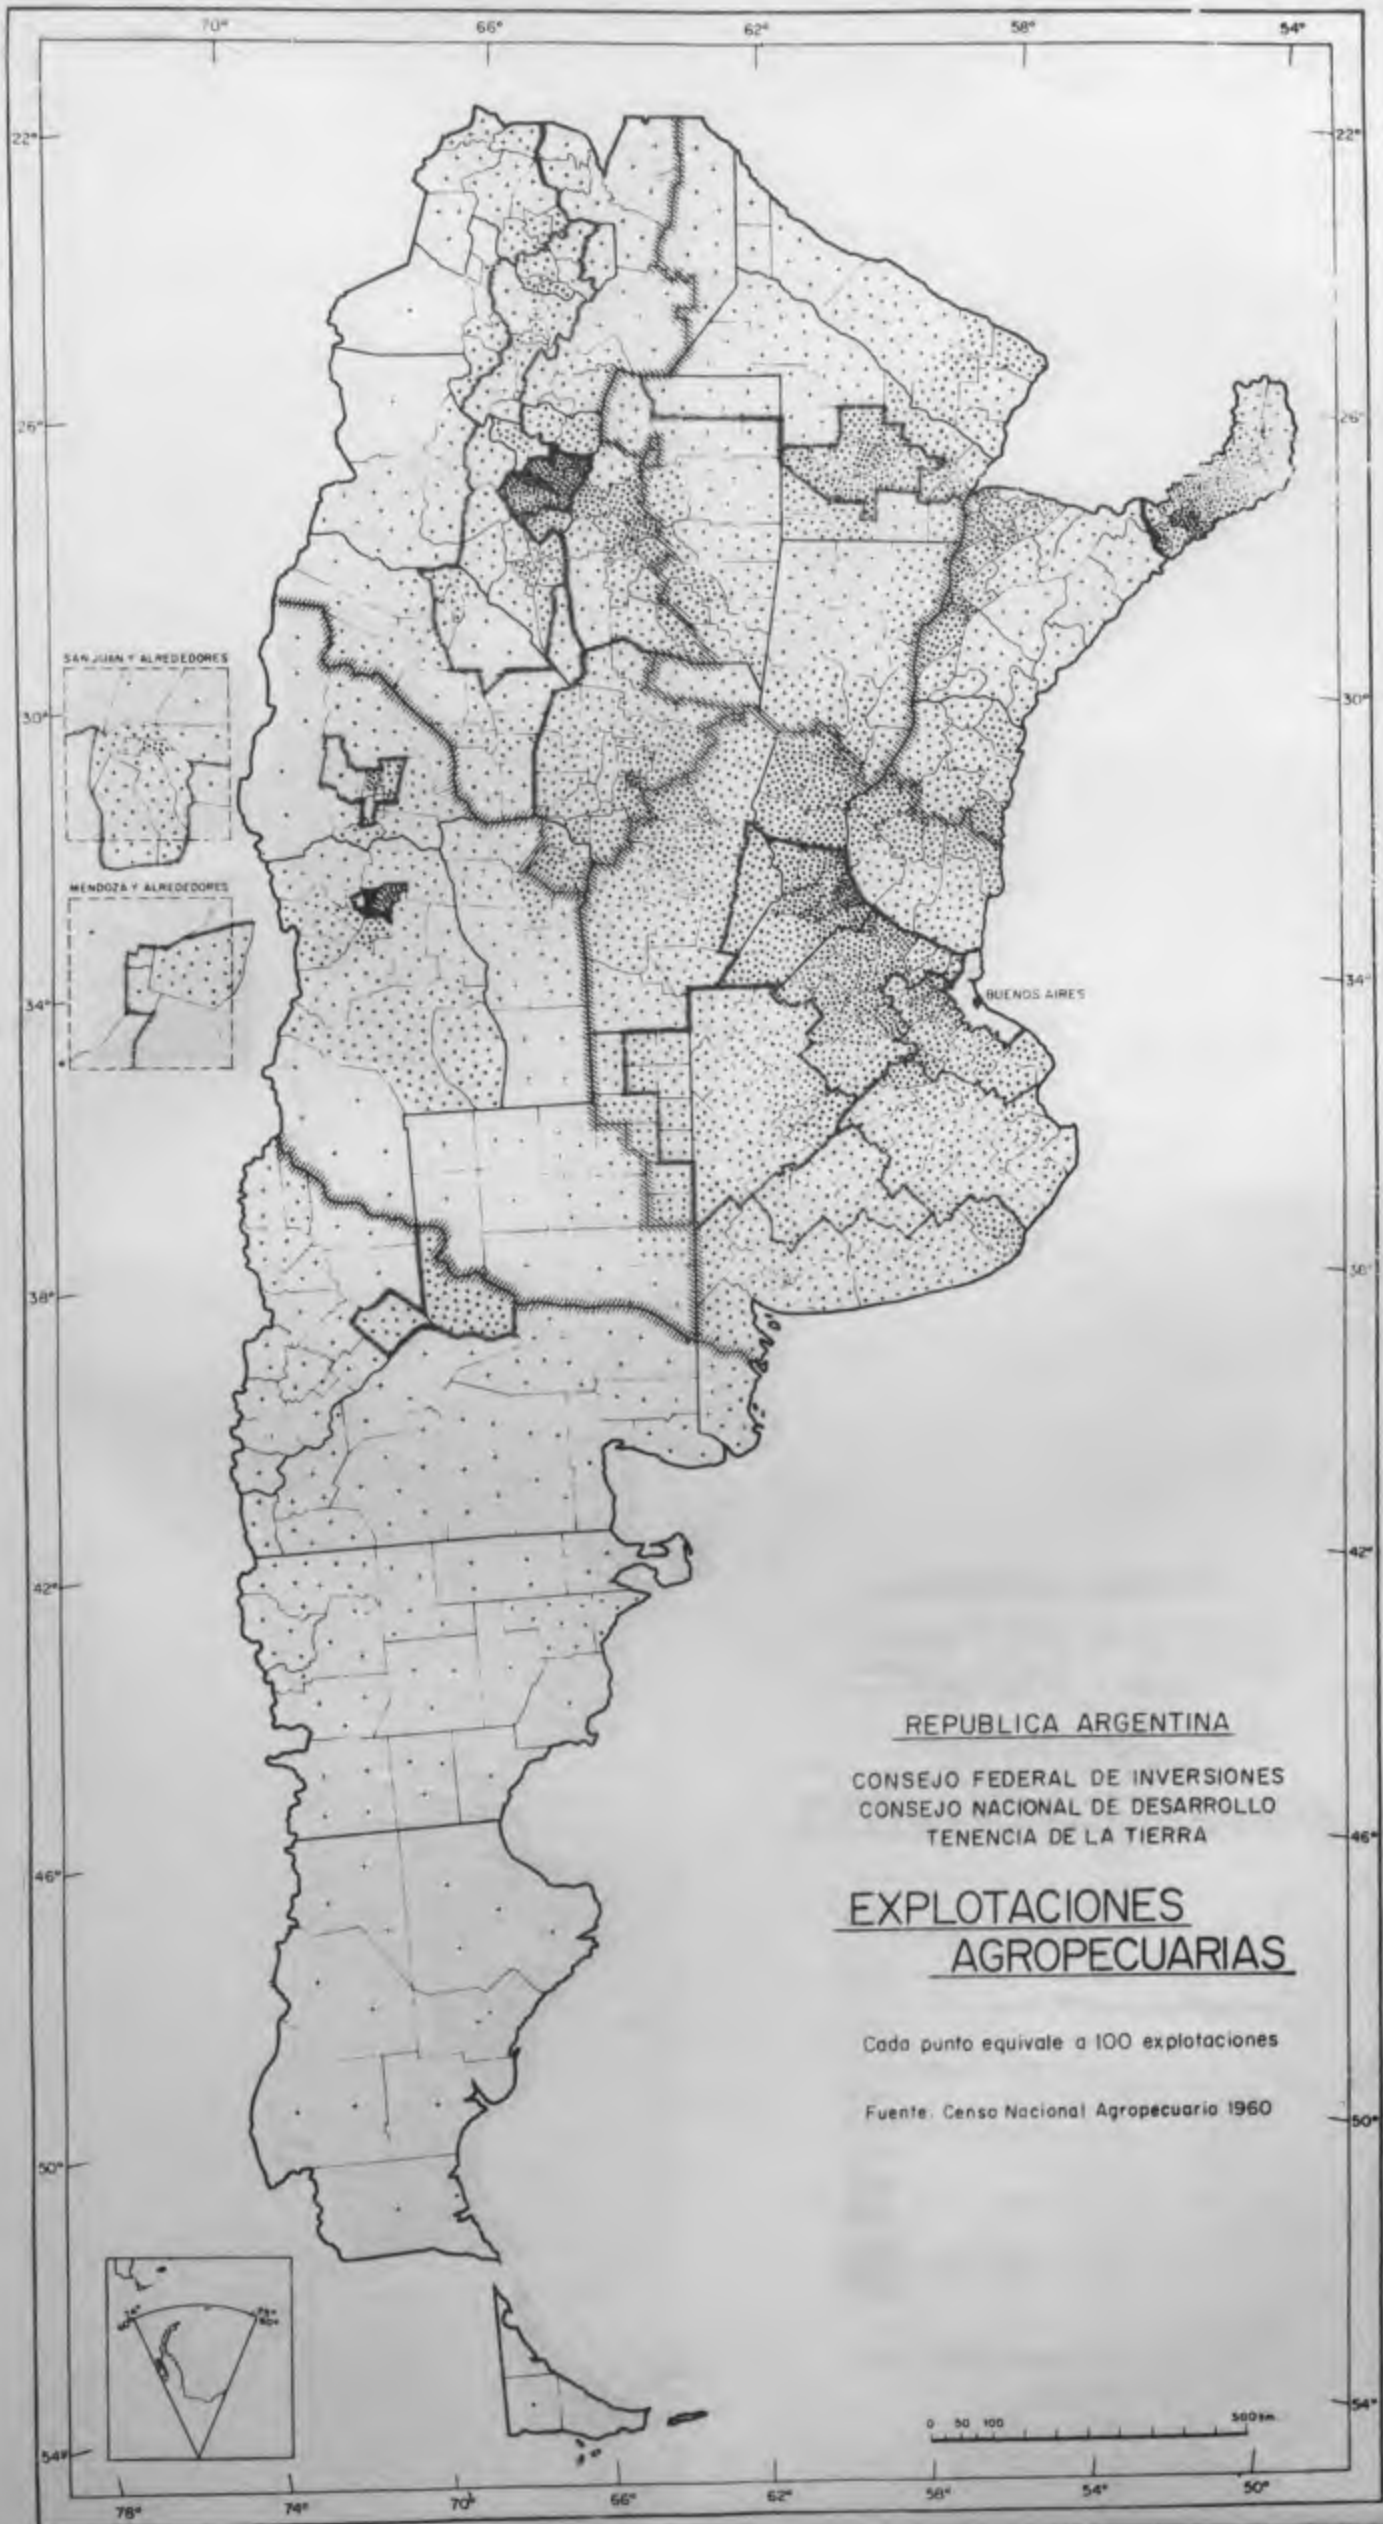 70° 66° 62° 58° 54°
22° 22°
26° 26°
SAN JUAN Y ALREDEDORES
30° 30°
MENDOZA Y ALREDEDORES
34° 34°
BUENOS AIRES
38° 38°
42° 42°
REPUBLICA ARGENTINA
CONSEJO FEDERAL DE INVERSIONES
CONSEJO NACIONAL DE DESARROLLO
TENENCIA DE LA TIERRA
46° 46°
EXPLOTACIONES
AGROPECUARIAS
Cada punto equivale a 100 explotaciones
Fuente. Censo Nacional Agropecuario 1960
50° 50°
0 50 100 500 km.
54° 54°
78° 74° 70° 66° 62° 58° 54° 50°